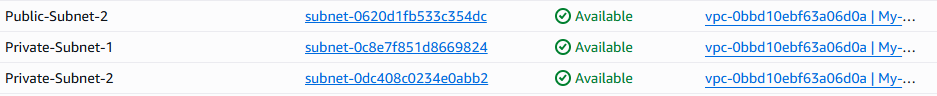 Public-Subnet-2 subnet-0620d1fb533c354dc Available vpc-0bbd10ebf63a06d0a | My-...
Private-Subnet-1 subnet-0c8e7f851d8669824 Available vpc-0bbd10ebf63a06d0a | My-...
Private-Subnet-2 subnet-0dc408c0234e0abb2 Available vpc-0bbd10ebf63a06d0a | My-...